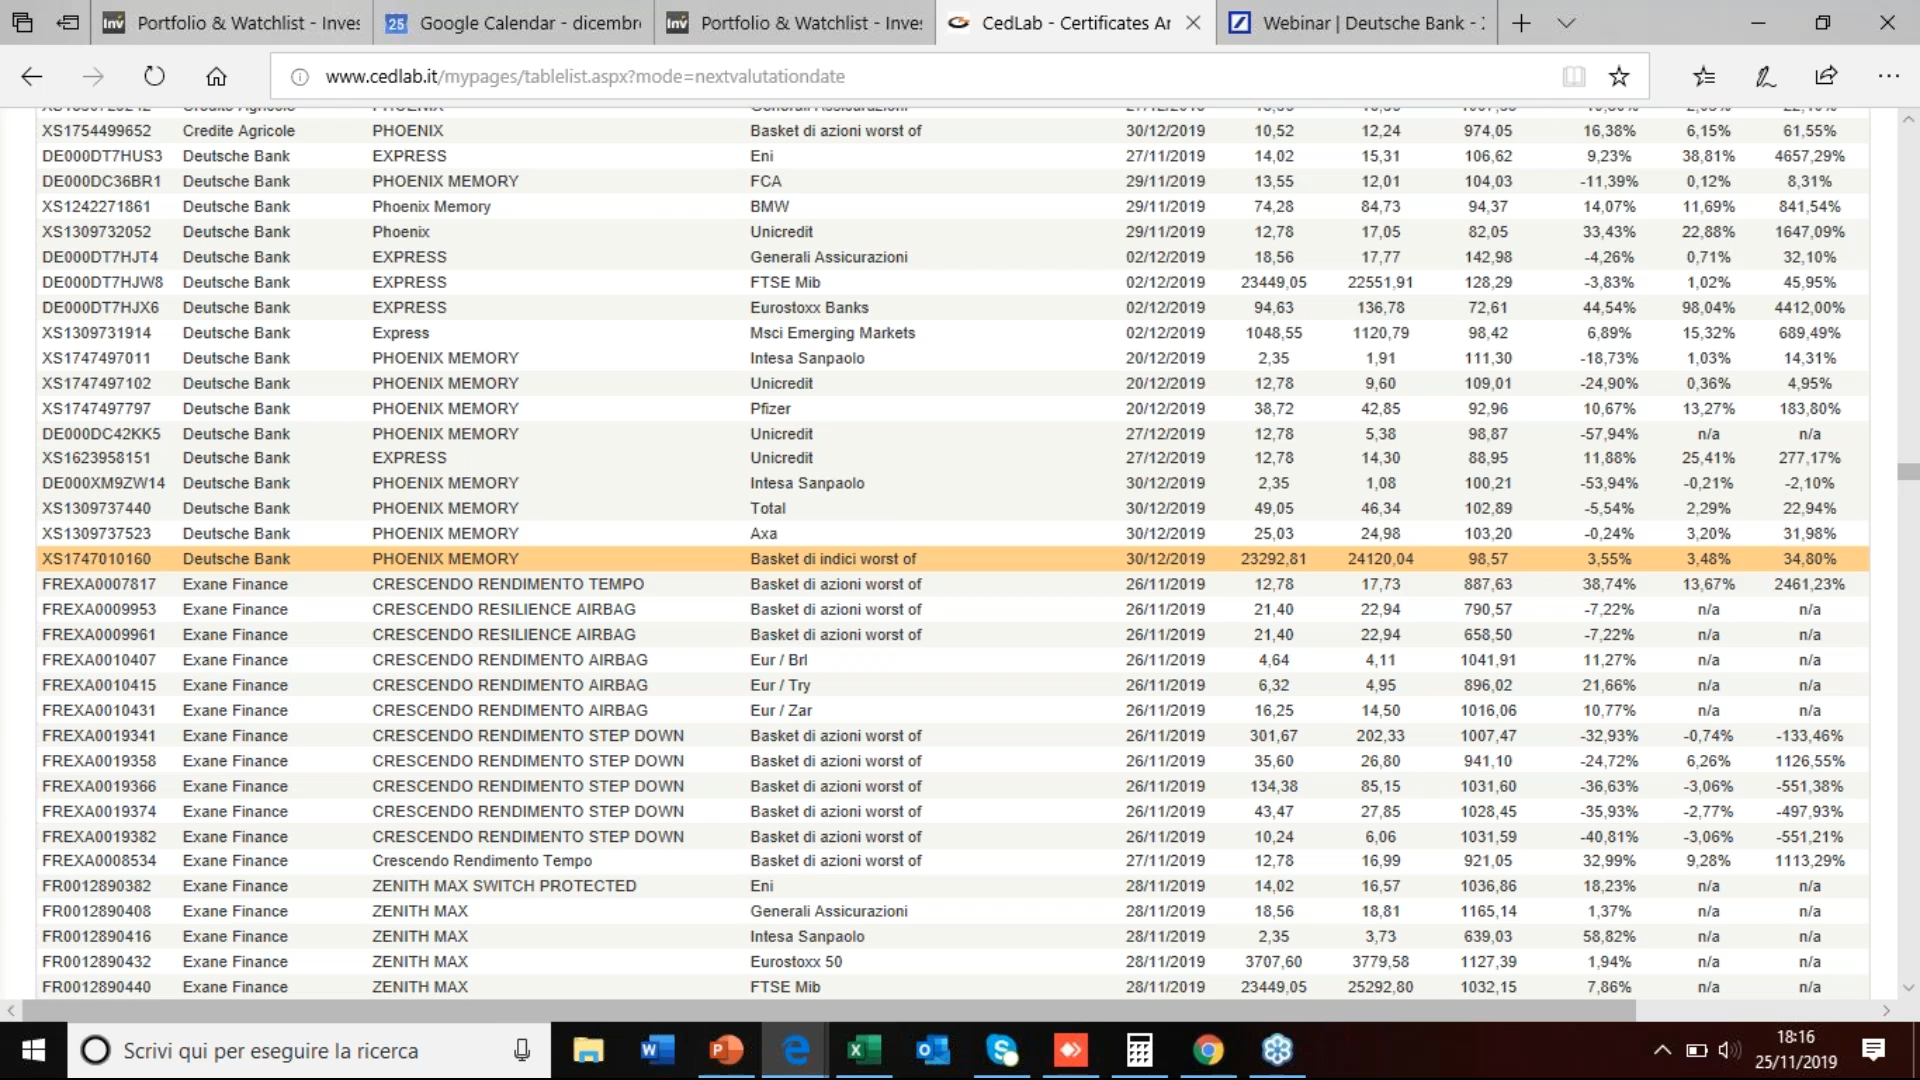 Portfolio & Watchlist - Inves
25 Google Calendar - dicembre
Portfolio & Watchlist - Inves
CedLab - Certificates Ar
Webinar | Deutsche Bank -
www.cedlab.it/mypages/tablelist.aspx?mode=nextvalutationdate
XS1754499652 Credite Agricole PHOENIX Basket di azioni worst of 30/12/2019 10,52 12,24 974,05 16,38% 6,15% 61,55%
DE000DT7HUS3 Deutsche Bank EXPRESS Eni 27/11/2019 14,02 15,31 106,62 9,23% 38,81% 4657,29%
DE000DC36BR1 Deutsche Bank PHOENIX MEMORY FCA 29/11/2019 13,55 12,01 104,03 -11,39% 0,12% 8,31%
XS1242271861 Deutsche Bank Phoenix Memory BMW 29/11/2019 74,28 84,73 94,37 14,07% 11,69% 841,54%
XS1309732052 Deutsche Bank Phoenix Unicredit 29/11/2019 12,78 17,05 82,05 33,43% 22,88% 1647,09%
DE000DT7HJT4 Deutsche Bank EXPRESS Generali Assicurazioni 02/12/2019 18,56 17,77 142,98 -4,26% 0,71% 32,10%
DE000DT7HJW8 Deutsche Bank EXPRESS FTSE Mib 02/12/2019 23449,05 22551,91 128,29 -3,83% 1,02% 45,95%
DE000DT7HJX6 Deutsche Bank EXPRESS Eurostoxx Banks 02/12/2019 94,63 136,78 72,61 44,54% 98,04% 4412,00%
XS1309731914 Deutsche Bank Express Msci Emerging Markets 02/12/2019 1048,55 1120,79 98,42 6,89% 15,32% 689,49%
XS1747497011 Deutsche Bank PHOENIX MEMORY Intesa Sanpaolo 20/12/2019 2,35 1,91 111,30 -18,73% 1,03% 14,31%
XS1747497102 Deutsche Bank PHOENIX MEMORY Unicredit 20/12/2019 12,78 9,60 109,01 -24,90% 0,36% 4,95%
XS1747497797 Deutsche Bank PHOENIX MEMORY Pfizer 20/12/2019 38,72 42,85 92,96 10,67% 13,27% 183,80%
DE000DC42KK5 Deutsche Bank PHOENIX MEMORY Unicredit 27/12/2019 12,78 5,38 98,87 -57,94% n/a n/a
XS1623958151 Deutsche Bank EXPRESS Unicredit 27/12/2019 12,78 14,30 88,95 11,88% 25,41% 277,17%
DE000XM9ZW14 Deutsche Bank PHOENIX MEMORY Intesa Sanpaolo 30/12/2019 2,35 1,08 100,21 -53,94% -0,21% -2,10%
XS1309737440 Deutsche Bank PHOENIX MEMORY Total 30/12/2019 49,05 46,34 102,89 -5,54% 2,29% 22,94%
XS1309737523 Deutsche Bank PHOENIX MEMORY Axa 30/12/2019 25,03 24,98 103,20 -0,24% 3,20% 31,98%
XS1747010160 Deutsche Bank PHOENIX MEMORY Basket di indici worst of 30/12/2019 23292,81 24120,04 98,57 3,55% 3,48% 34,80%
FREXA0007817 Exane Finance CRESCENDO RENDIMENTO TEMPO Basket di azioni worst of 26/11/2019 12,78 17,73 887,63 38,74% 13,67% 2461,23%
FREXA0009953 Exane Finance CRESCENDO RESILIENCE AIRBAG Basket di azioni worst of 26/11/2019 21,40 22,94 790,57 -7,22% n/a n/a
FREXA0009961 Exane Finance CRESCENDO RESILIENCE AIRBAG Basket di azioni worst of 26/11/2019 21,40 22,94 658,50 -7,22% n/a n/a
FREXA0010407 Exane Finance CRESCENDO RENDIMENTO AIRBAG Eur / Brl 26/11/2019 4,64 4,11 1041,91 11,27% n/a n/a
FREXA0010415 Exane Finance CRESCENDO RENDIMENTO AIRBAG Eur / Try 26/11/2019 6,32 4,95 896,02 21,66% n/a n/a
FREXA0010431 Exane Finance CRESCENDO RENDIMENTO AIRBAG Eur / Zar 26/11/2019 16,25 14,50 1016,06 10,77% n/a n/a
FREXA0019341 Exane Finance CRESCENDO RENDIMENTO STEP DOWN Basket di azioni worst of 26/11/2019 301,67 202,33 1007,47 -32,93% -0,74% -133,46%
FREXA0019358 Exane Finance CRESCENDO RENDIMENTO STEP DOWN Basket di azioni worst of 26/11/2019 35,60 26,80 941,10 -24,72% 6,26% 1126,55%
FREXA0019366 Exane Finance CRESCENDO RENDIMENTO STEP DOWN Basket di azioni worst of 26/11/2019 134,38 85,15 1031,60 -36,63% -3,06% -551,38%
FREXA0019374 Exane Finance CRESCENDO RENDIMENTO STEP DOWN Basket di azioni worst of 26/11/2019 43,47 27,85 1028,45 -35,93% -2,77% -497,93%
FREXA0019382 Exane Finance CRESCENDO RENDIMENTO STEP DOWN Basket di azioni worst of 26/11/2019 10,24 6,06 1031,59 -40,81% -3,06% -551,21%
FREXA0008534 Exane Finance Crescendo Rendimento Tempo Basket di azioni worst of 27/11/2019 12,78 16,99 921,05 32,99% 9,28% 1113,29%
FR0012890382 Exane Finance ZENITH MAX SWITCH PROTECTED Eni 28/11/2019 14,02 16,57 1036,86 18,23% n/a n/a
FR0012890408 Exane Finance ZENITH MAX Generali Assicurazioni 28/11/2019 18,56 18,81 1165,14 1,37% n/a n/a
FR0012890416 Exane Finance ZENITH MAX Intesa Sanpaolo 28/11/2019 2,35 3,73 639,03 58,82% n/a n/a
FR0012890432 Exane Finance ZENITH MAX Eurostoxx 50 28/11/2019 3707,60 3779,58 1127,39 1,94% n/a n/a
FR0012890440 Exane Finance ZENITH MAX FTSE Mib 28/11/2019 23449,05 25292,80 1032,15 7,86% n/a n/a
Scrivi qui per eseguire la ricerca
18:16
25/11/2019